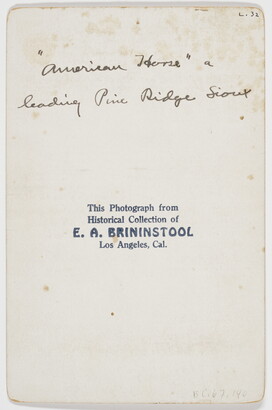 L.32
"American Horse" a
leading Pine Ridge Sioux
This Photograph from
Historical Collection of
E. A. BRININSTOOL
Los Angeles, Cal.